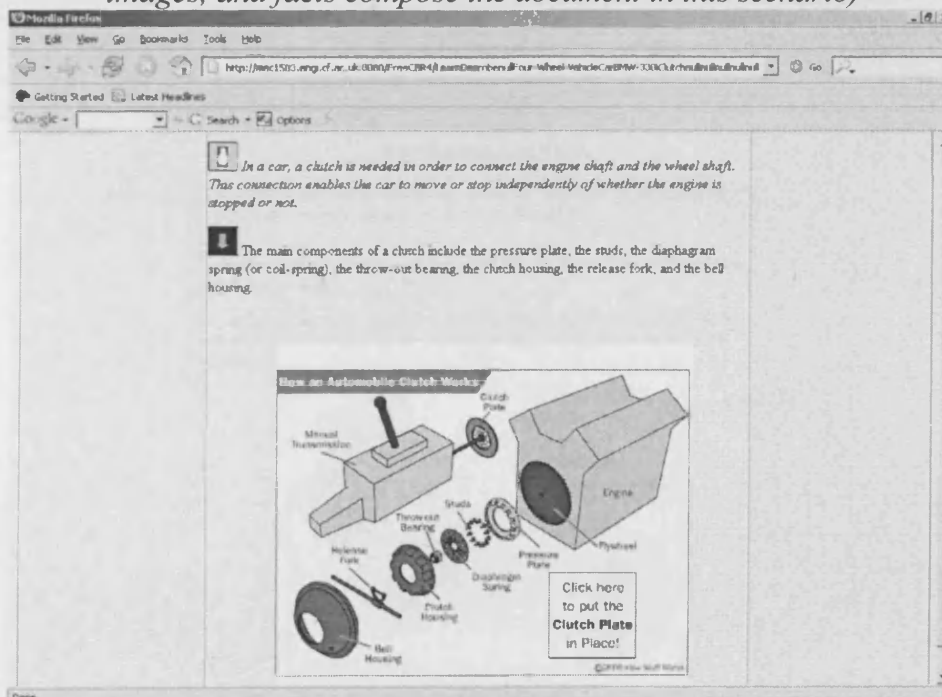 images, and facts compose the document in this scenario)
Mozilla Firefox
File Edit View Go Bookmarks Tools Help
Go
Getting Started Latest Headlines
Google - Search Options
In a car, a clutch is needed in order to connect the engine shaft and the wheel shaft.
This connection enables the car to move or stop independently of whether the engine is
stopped or not.
The main components of a clutch include the pressure plate, the studs, the diaphagram
spring (or coil-spring), the throw-out bearing, the clutch housing, the release fork, and the bell
housing.
How an Automobile Clutch Works
Clutch
Plate
Manual
Transmission
Engine
Studs
Throw-out
Bearing
Flywheel
Release
Fork
Pressure
Plate
Diaphragm
Spring
Clutch
Housing
Bell
Housing
Click here
to put the
Clutch Plate
in Place!
Done